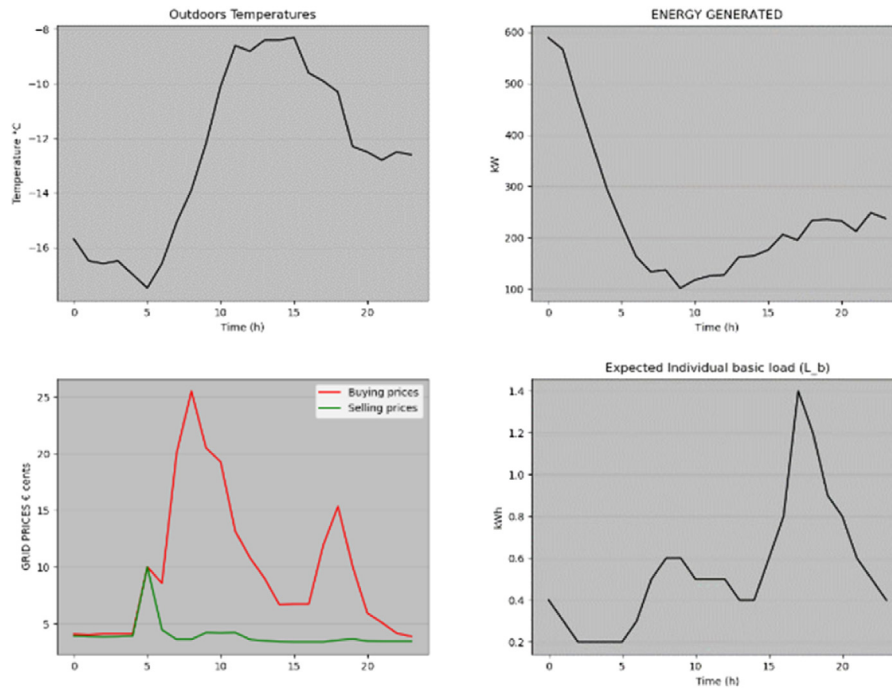 Outdoors Temperatures
−8
−10
−12
−14
−16
Temperature °C
0 5 10 15 20
Time (h)
ENERGY GENERATED
600
500
400
300
200
100
kW
0 5 10 15 20
Time (h)
25
20
15
10
5
GRID PRICES € cents
Buying prices
Selling prices
0 5 10 15 20
Expected Individual basic load (L_b)
1.4
1.2
1.0
0.8
0.6
0.4
0.2
kWh
0 5 10 15 20
Time (h)